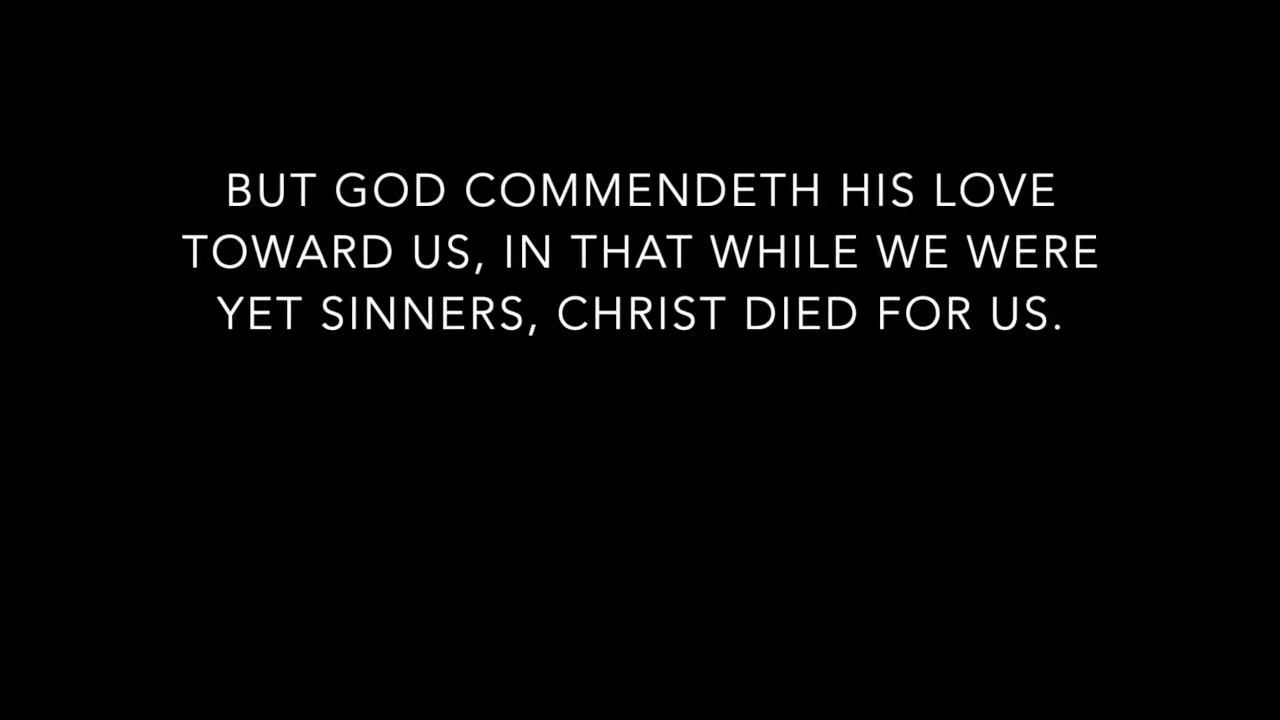 BUT GOD COMMENDETH HIS LOVE
TOWARD US, IN THAT WHILE WE WERE
YET SINNERS, CHRIST DIED FOR US.